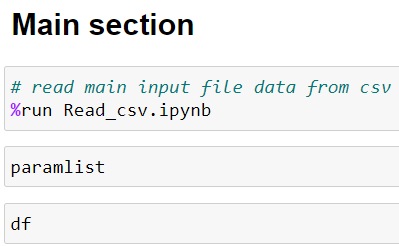 Main section
# read main input file data from csv
%run Read_csv.ipynb
paramlist
df